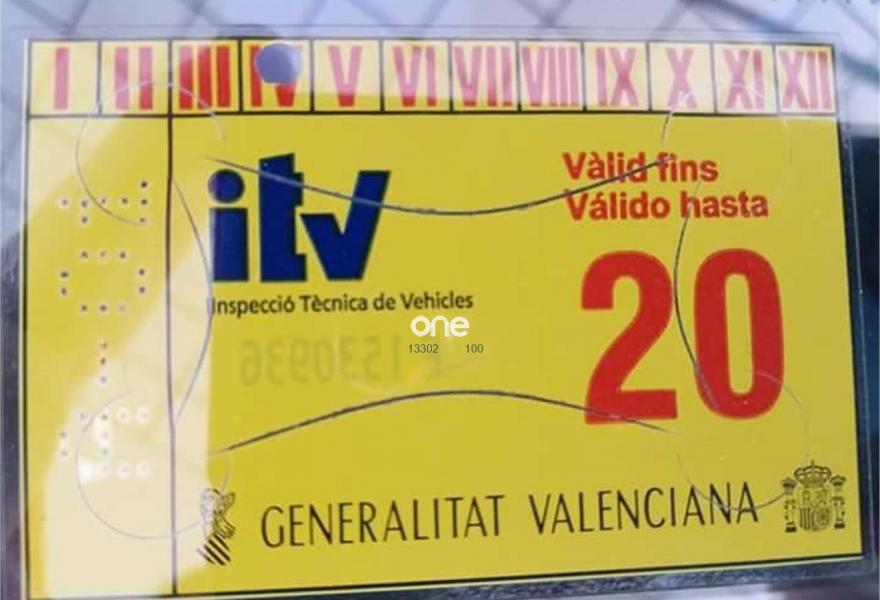 I II III IV V VI VII VIII IX X XI XII
itv
Inspecció Tècnica de Vehicles
Vàlid fins
Válido hasta
20
one
13302 100
1530936
GENERALITAT VALENCIANA